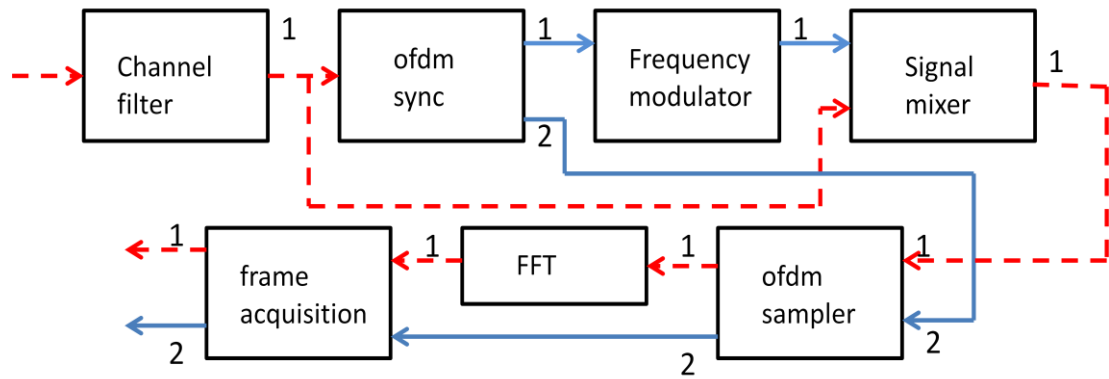 1
1
1
1
Channel
filter
ofdm
sync
Frequency
modulator
Signal
mixer
2
1
1
1
1
frame
acquisition
FFT
ofdm
sampler
2
2
2